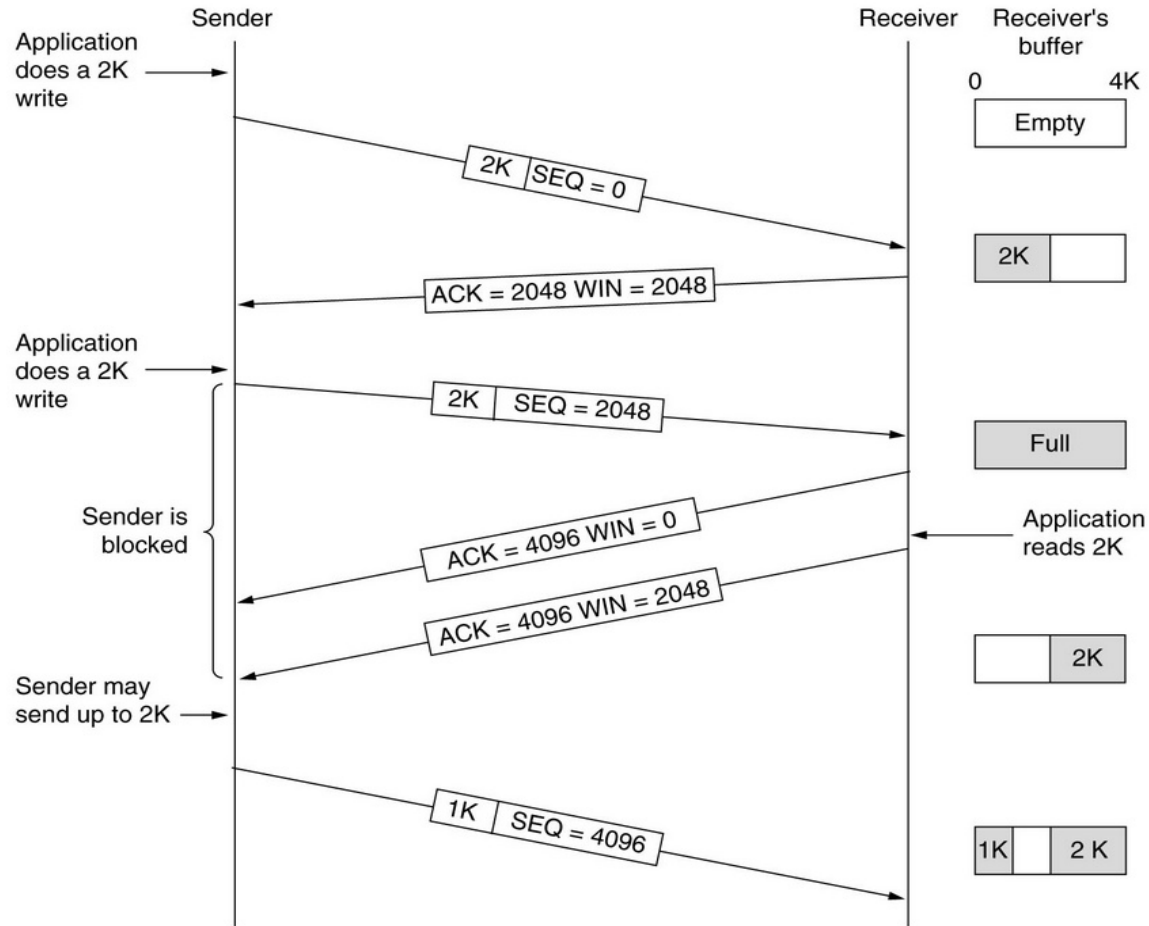 Sender
Receiver
Receiver's
buffer
Application
does a 2K
write
0 4K
Empty
2K SEQ = 0
2K
ACK = 2048 WIN = 2048
Application
does a 2K
write
2K SEQ = 2048
Full
Sender is
blocked
ACK = 4096 WIN = 0
Application
reads 2K
ACK = 4096 WIN = 2048
2K
Sender may
send up to 2K
1K SEQ = 4096
1K 2 K